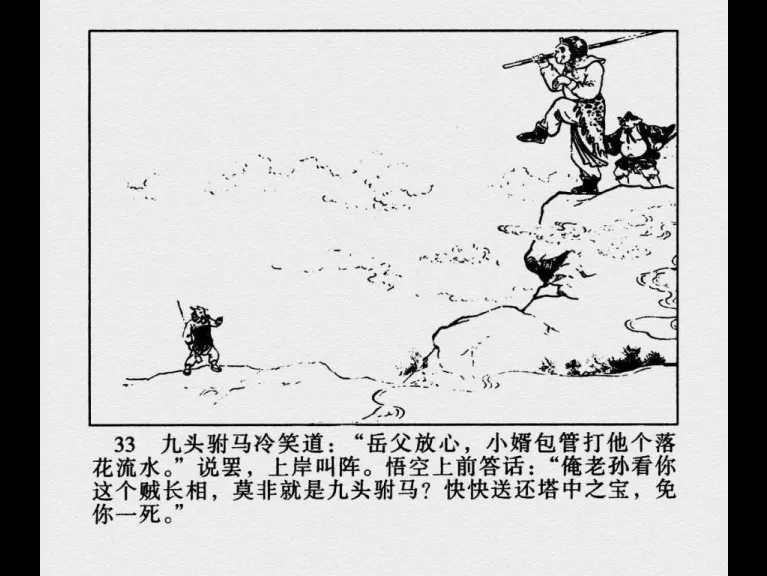 33 九头驸马冷笑道：“岳父放心，小婿包管打他个落
花流水。”说罢，上岸叫阵。悟空上前答话：“俺老孙看你
这个贼长相，莫非就是九头驸马？快快送还塔中之宝，免
你一死。”